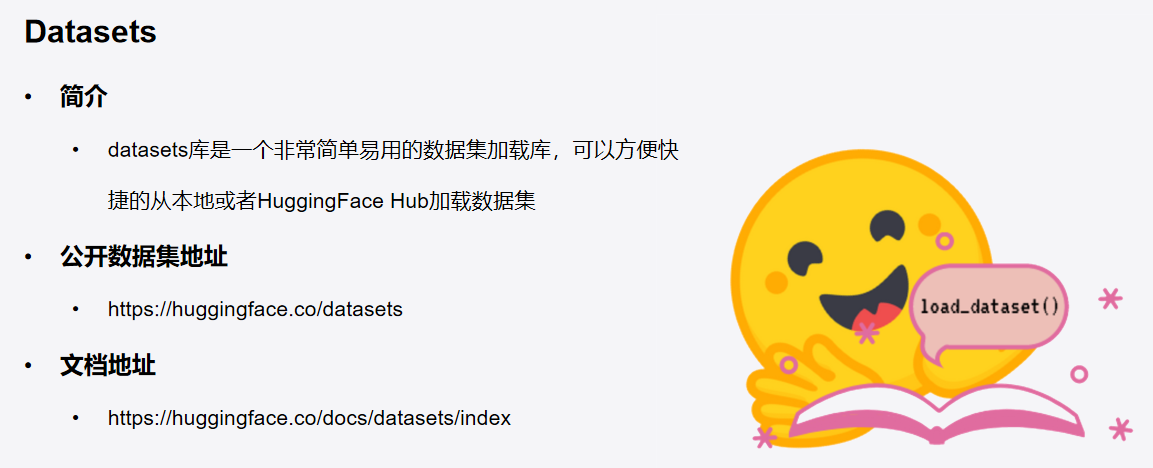 Datasets
• 简介
• datasets库是一个非常简单易用的数据集加载库，可以方便快
捷的从本地或者HuggingFace Hub加载数据集
• 公开数据集地址
• https://huggingface.co/datasets
load_dataset()
• 文档地址
• https://huggingface.co/docs/datasets/index